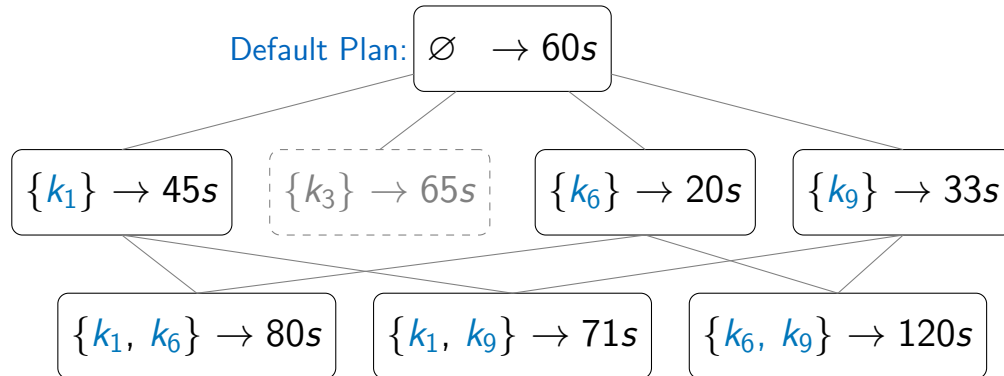 Default Plan: ∅ → 60s
{k₁} → 45s {k₃} → 65s {k₆} → 20s {k₉} → 33s
{k₁, k₆} → 80s {k₁, k₉} → 71s {k₆, k₉} → 120s